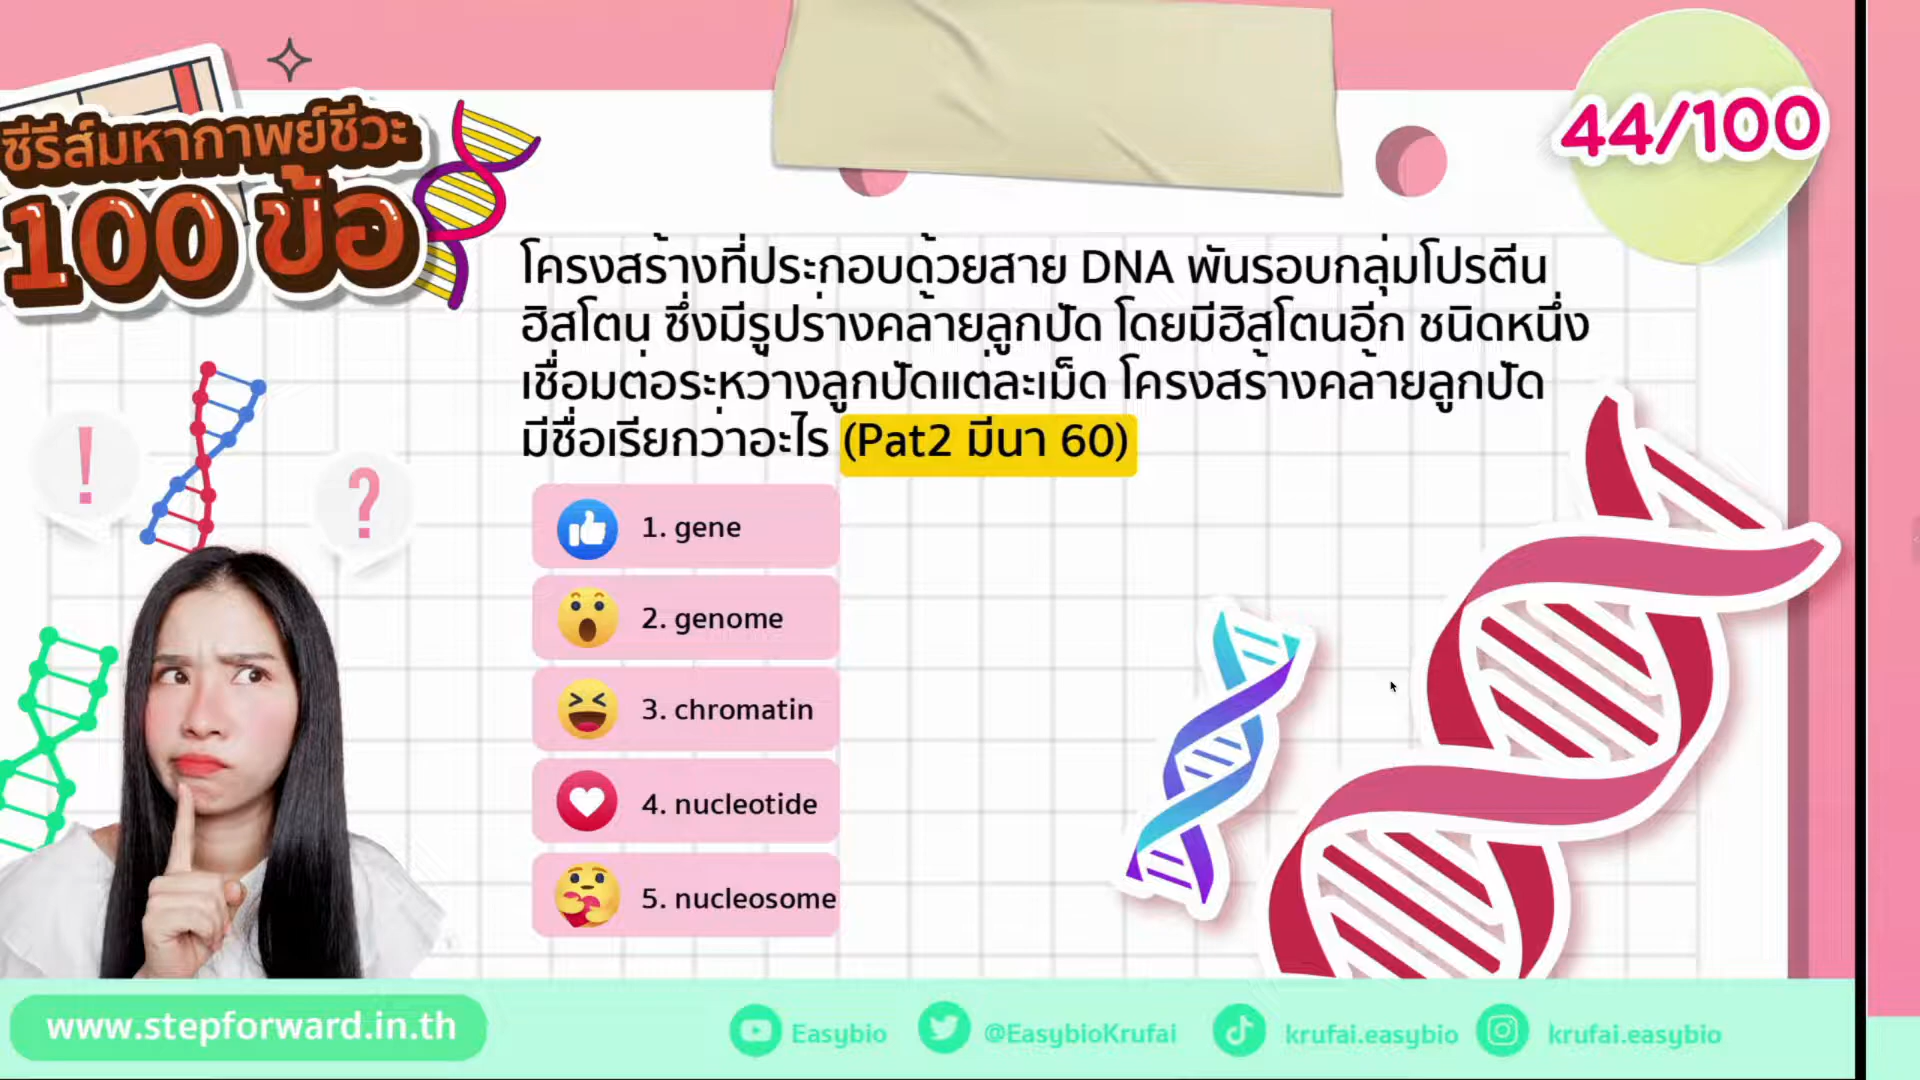 ซีรีส์มหากาพย์ชีวะ
100 ข้อ
44/100
โครงสร้างที่ประกอบด้วยสาย DNA พันรอบกลุ่มโปรตีน
ฮิสโตน ซึ่งมีรูปร่างคล้ายลูกปัด โดยมีฮิสโตนอีก ชนิดหนึ่ง
เชื่อมต่อระหว่างลูกปัดแต่ละเม็ด โครงสร้างคล้ายลูกปัด
มีชื่อเรียกว่าอะไร (Pat2 มีนา 60)
! ?
1. gene
2. genome
3. chromatin
4. nucleotide
5. nucleosome
www.stepforward.in.th
Easybio
@EasybioKrufai
krufai.easybio
krufai.easybio